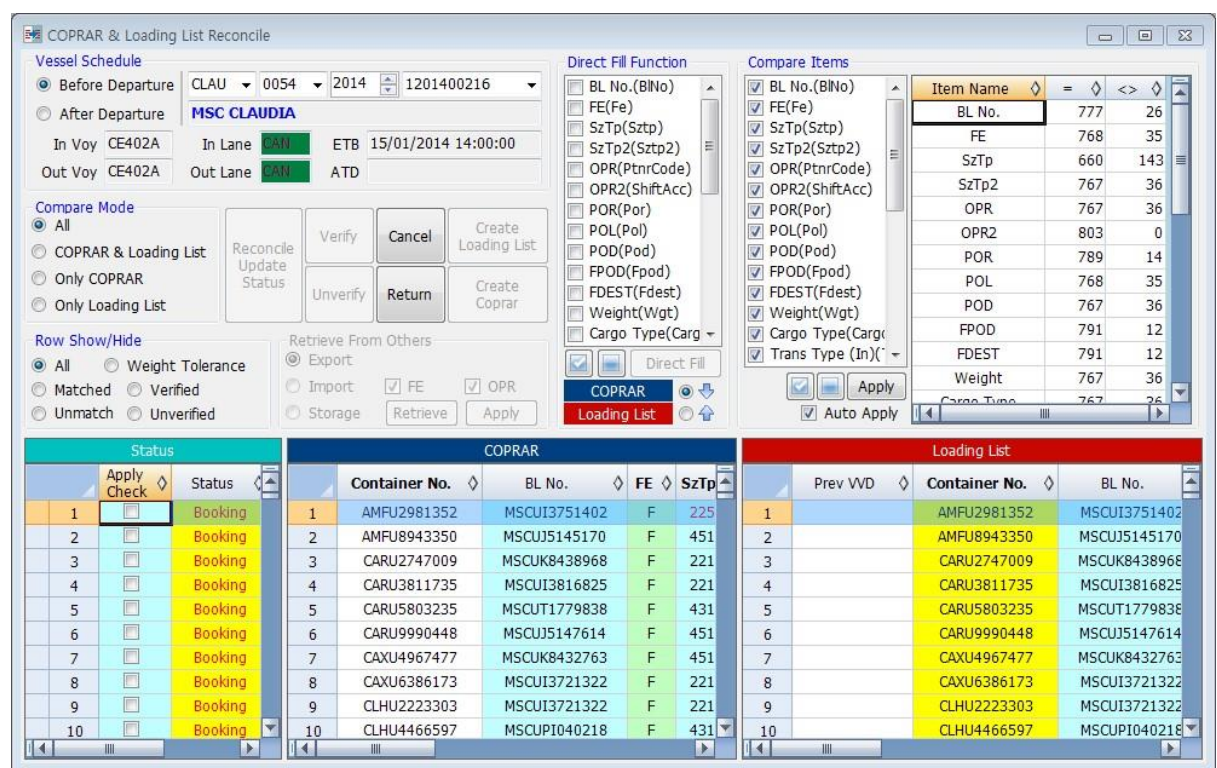 COPRAR & Loading List Reconcile
Vessel Schedule
Before Departure CLAU 0054 2014 1201400216
After Departure MSC CLAUDIA
In Voy CE402A In Lane CAN ETB 15/01/2014 14:00:00
Out Voy CE402A Out Lane CAN ATD
Compare Mode
All
COPRAR & Loading List
Only COPRAR
Only Loading List
Reconcile Update Status
Verify
Cancel
Create Loading List
Unverify
Return
Create Coprar
Row Show/Hide
All Weight Tolerance
Matched Verified
Unmatch Unverified
Retrieve From Others
Export
Import FE OPR
Storage Retrieve Apply
Direct Fill Function
BL No.(BlNo)
FE(Fe)
SzTp(Sztp)
SzTp2(Sztp2)
OPR(PtnrCode)
OPR2(ShiftAcc)
POR(Por)
POL(Pol)
POD(Pod)
FPOD(Fpod)
FDEST(Fdest)
Weight(Wgt)
Cargo Type(Carg
Direct Fill
COPRAR
Loading List
Compare Items
BL No.(BlNo)
FE(Fe)
SzTp(Sztp)
SzTp2(Sztp2)
OPR(PtnrCode)
OPR2(ShiftAcc)
POR(Por)
POL(Pol)
POD(Pod)
FPOD(Fpod)
FDEST(Fdest)
Weight(Wgt)
Cargo Type(Carg
Trans Type (In)(
Apply
Auto Apply
Item Name = <>
BL No. 777 26
FE 768 35
SzTp 660 143
SzTp2 767 36
OPR 767 36
OPR2 803 0
POR 789 14
POL 768 35
POD 767 36
FPOD 791 12
FDEST 791 12
Weight 767 36
Cargo Type 767 36
Status
Apply Check Status
1 Booking
2 Booking
3 Booking
4 Booking
5 Booking
6 Booking
7 Booking
8 Booking
9 Booking
10 Booking
COPRAR
Container No. BL No. FE SzTp
1 AMFU2981352 MSCUI3751402 F 225
2 AMFU8943350 MSCUJ5145170 F 451
3 CARU2747009 MSCUK8438968 F 221
4 CARU3811735 MSCUI3816825 F 221
5 CARU5803235 MSCUT1779838 F 431
6 CARU9990448 MSCUJ5147614 F 451
7 CAXU4967477 MSCUK8432763 F 451
8 CAXU6386173 MSCUI3721322 F 221
9 CLHU2223303 MSCUI3721322 F 221
10 CLHU4466597 MSCUPI040218 F 431
Loading List
Prev VVD Container No. BL No.
1 AMFU2981352 MSCUI3751402
2 AMFU8943350 MSCUJ5145170
3 CARU2747009 MSCUK8438968
4 CARU3811735 MSCUI3816825
5 CARU5803235 MSCUT1779838
6 CARU9990448 MSCUJ5147614
7 CAXU4967477 MSCUK8432763
8 CAXU6386173 MSCUI3721322
9 CLHU2223303 MSCUI3721322
10 CLHU4466597 MSCUPI040218